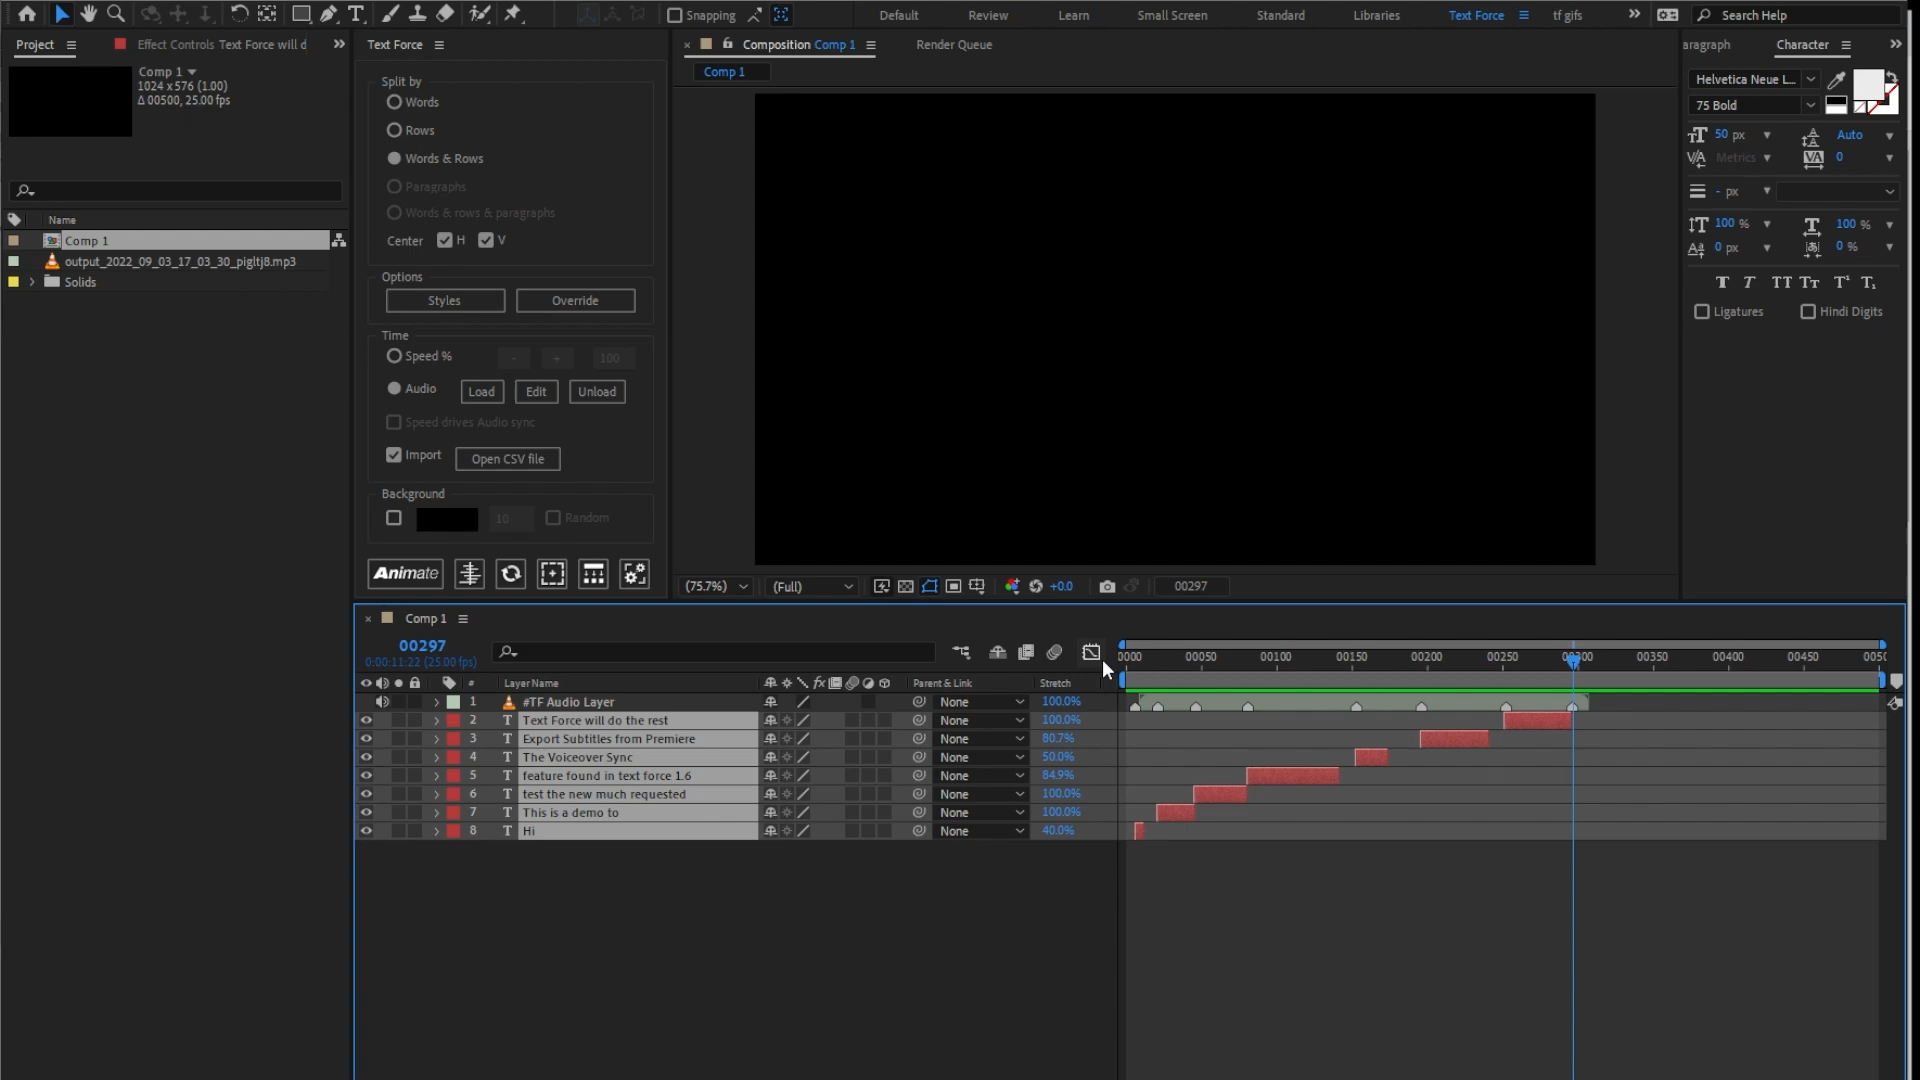 Snapping
Default
Review
Learn
Small Screen
Standard
Libraries
Text Force
tf gifs
Search Help
Project
Effect Controls Text Force will d
Text Force
Composition Comp 1
Render Queue
aragraph
Character
Comp 1
1024 x 576 (1.00)
Δ 00500, 25.00 fps
Comp 1
Split by
Words
Rows
Words & Rows
Paragraphs
Words & rows & paragraphs
Center H V
Helvetica Neue L...
75 Bold
50 px
Auto
Metrics
0
- px
100 %
100 %
0 px
0 %
T T TT Tt T¹ T₁
Ligatures
Hindi Digits
Name
Comp 1
output_2022_09_03_17_03_30_pigltj8.mp3
Solids
Options
Styles
Override
Time
Speed %
-
+
100
Audio
Load
Edit
Unload
Speed drives Audio sync
Import
Open CSV file
Background
10
Random
Animate
(75.7%)
(Full)
+0.0
00297
Comp 1
00297
0:00:11:22 (25.00 fps)
0000 00050 00100 00150 00200 00250 00300 00350 00400 00450
# Layer Name fx Parent & Link Stretch
1 #TF Audio Layer None 100.0%
2 T Text Force will do the rest None 100.0%
3 T Export Subtitles from Premiere None 80.7%
4 T The Voiceover Sync None 50.0%
5 T feature found in text force 1.6 None 84.9%
6 T test the new much requested None 100.0%
7 T This is a demo to None 100.0%
8 T Hi None 40.0%